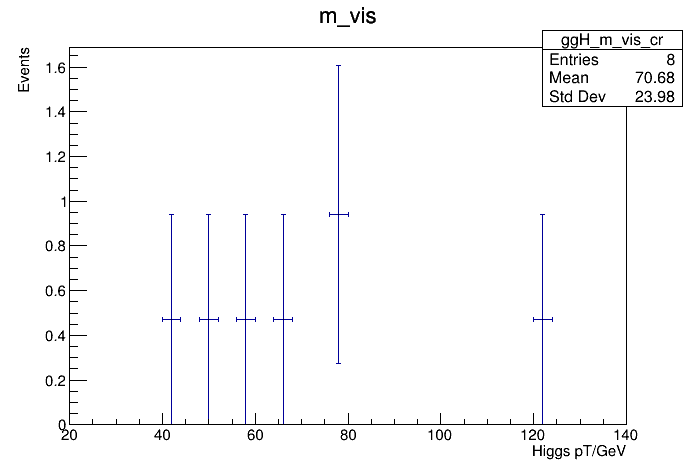 m_vis
ggH_m_vis_cr
Entries 8
Mean 70.68
Std Dev 23.98
Events
1.6
1.4
1.2
1
0.8
0.6
0.4
0.2
0
20 40 60 80 100 120 140
Higgs pT/GeV